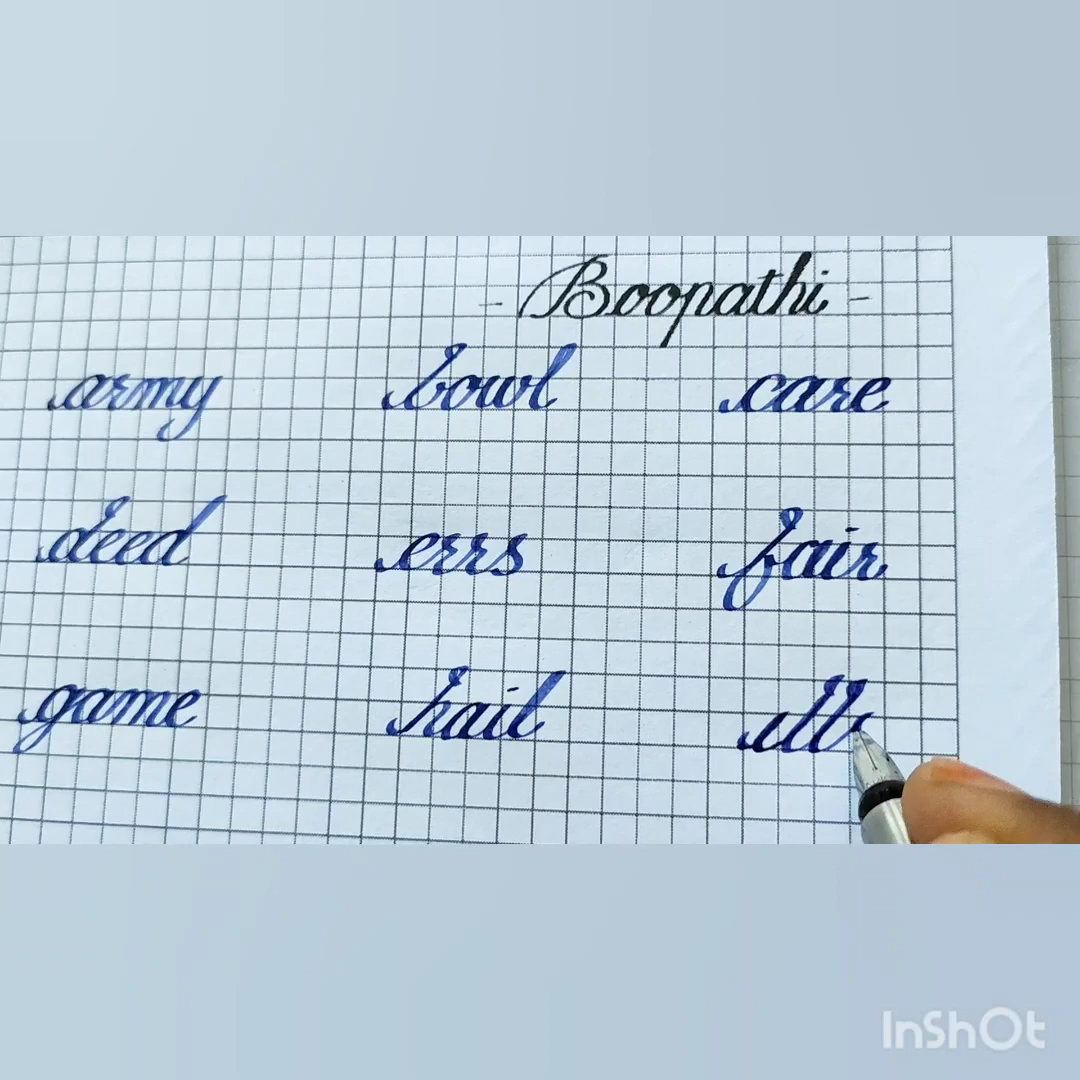 - Boopathi -
army bowl care
deed errs fair
game hail
InShOt